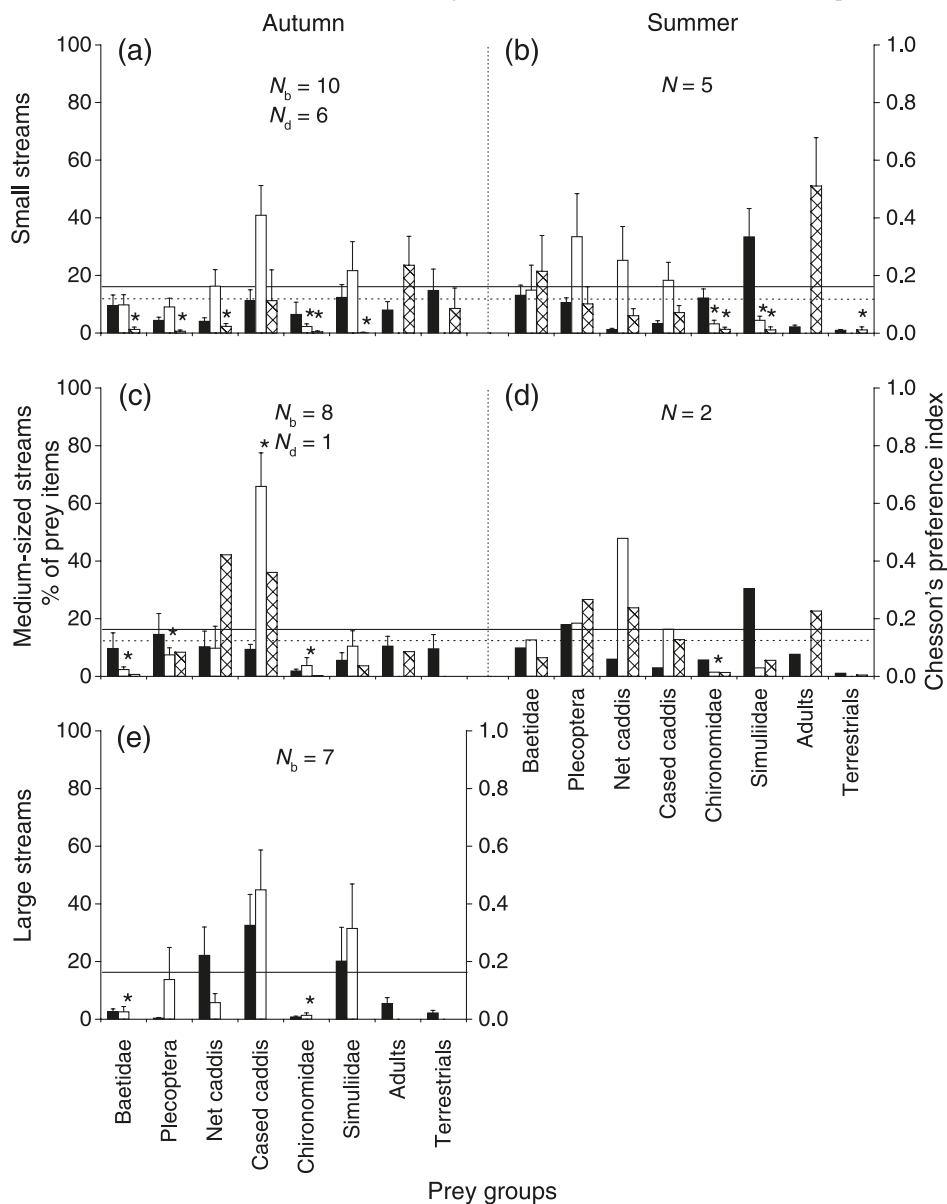 Autumn
Summer
(a)
N_b = 10
N_d = 6
(b)
N = 5
100
80
60
40
20
0
1.0
0.8
0.6
0.4
0.2
0.0
Small streams
(c)
N_b = 8
N_d = 1
(d)
N = 2
100
80
60
40
20
0
1.0
0.8
0.6
0.4
0.2
0.0
Medium-sized streams
% of prey items
Chesson's preference index
Baetidae
Plecoptera
Net caddis
Cased caddis
Chironomidae
Simuliidae
Adults
Terrestrials
(e)
N_b = 7
100
80
60
40
20
0
1.0
0.8
0.6
0.4
0.2
0.0
Large streams
Baetidae
Plecoptera
Net caddis
Cased caddis
Chironomidae
Simuliidae
Adults
Terrestrials
Prey groups